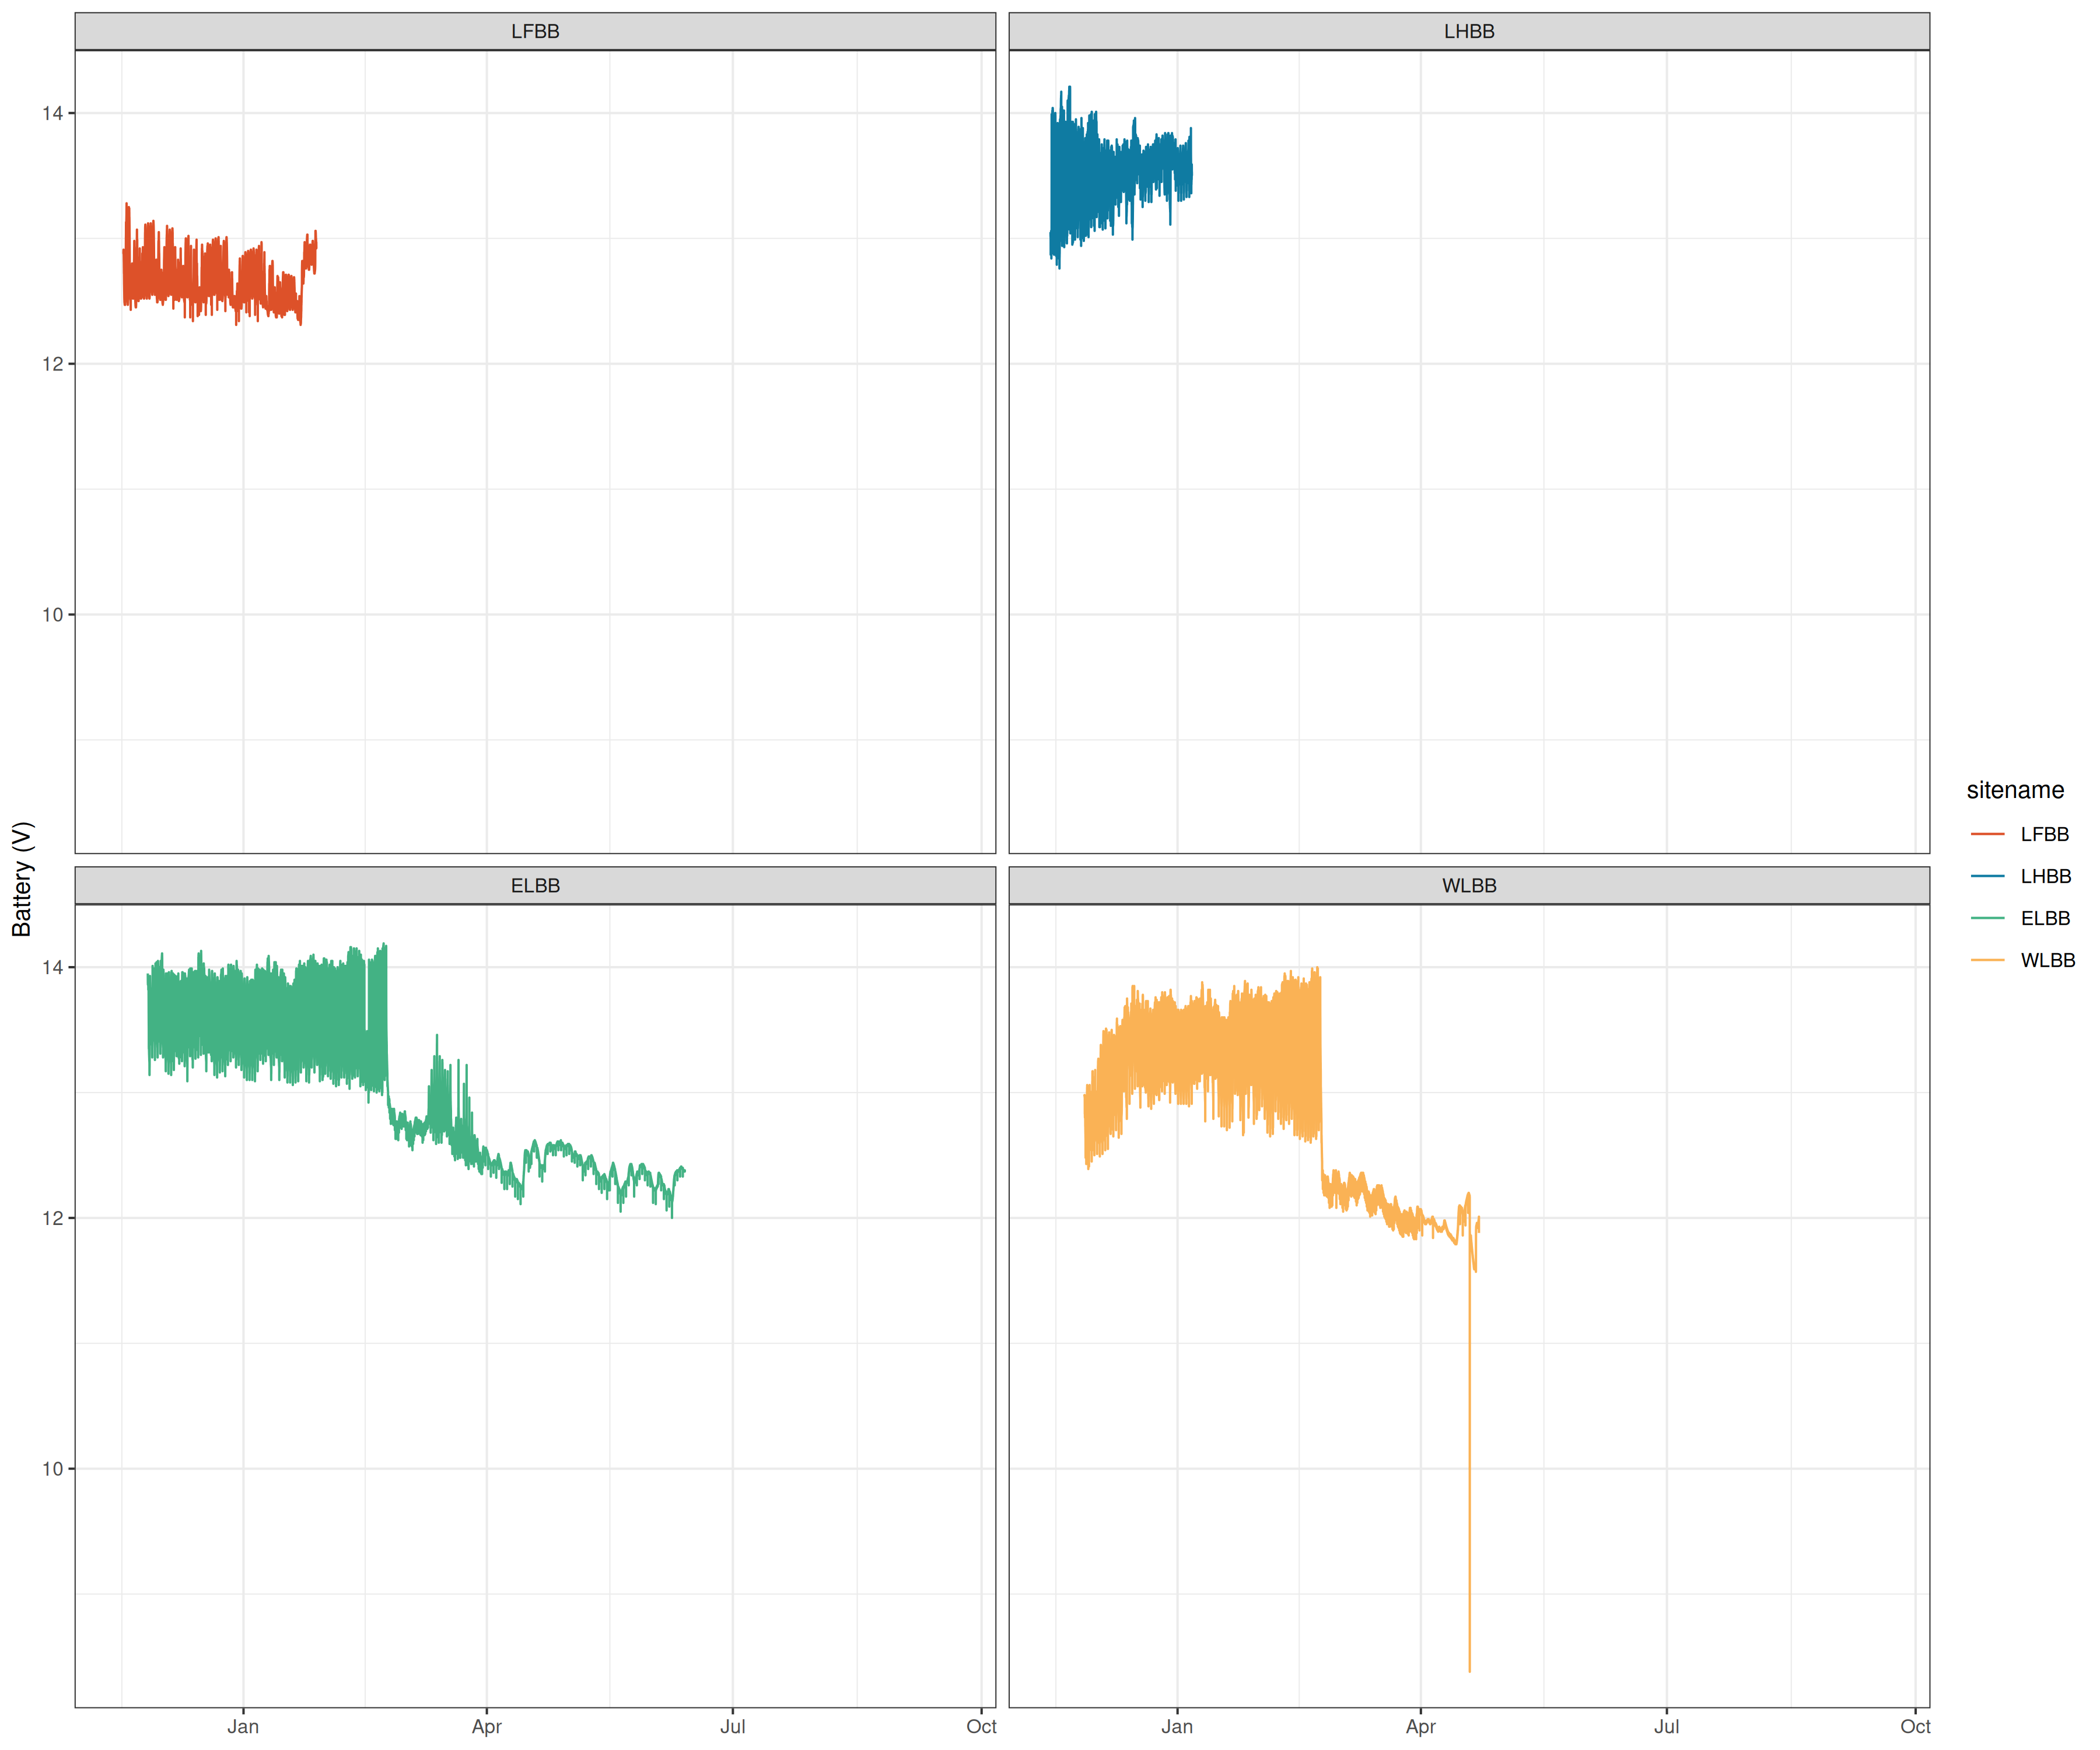 LFBB
LHBB
14
12
10
ELBB
WLBB
14
12
10
Battery (V)
Jan
Apr
Jul
Oct
Jan
Apr
Jul
Oct
sitename
LFBB
LHBB
ELBB
WLBB